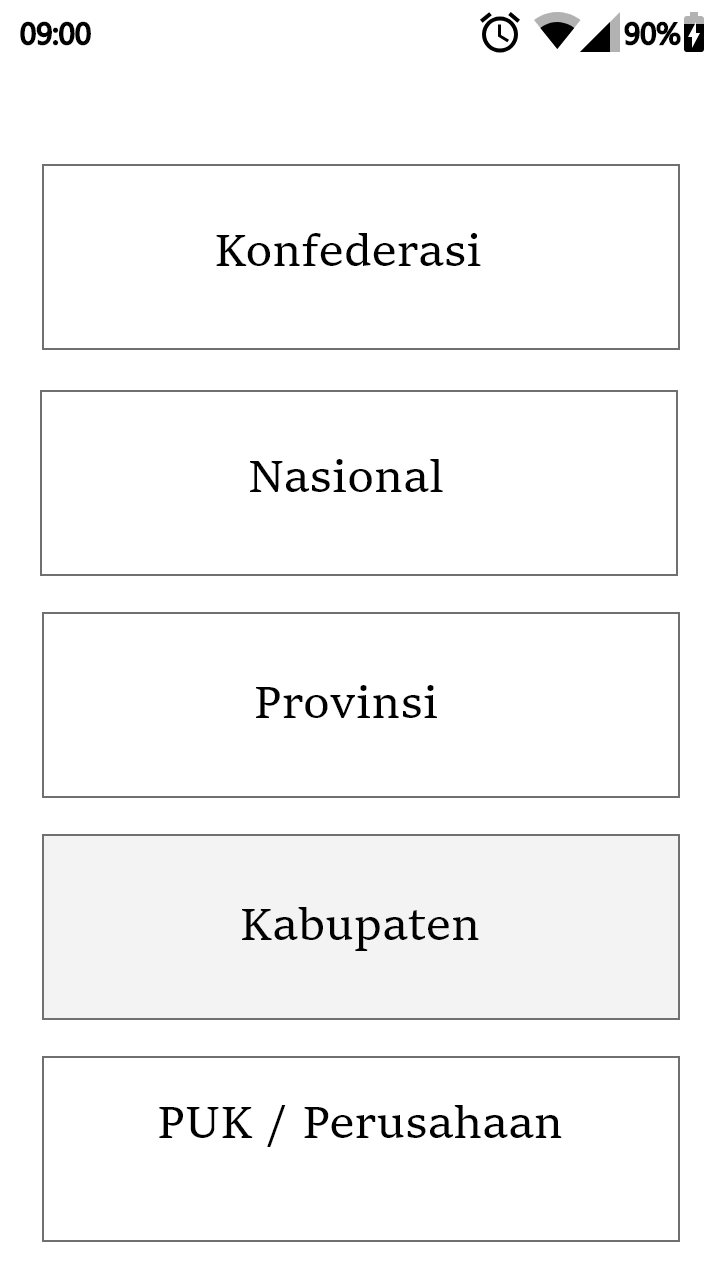 09:00 90%
Konfederasi
Nasional
Provinsi
Kabupaten
PUK / Perusahaan